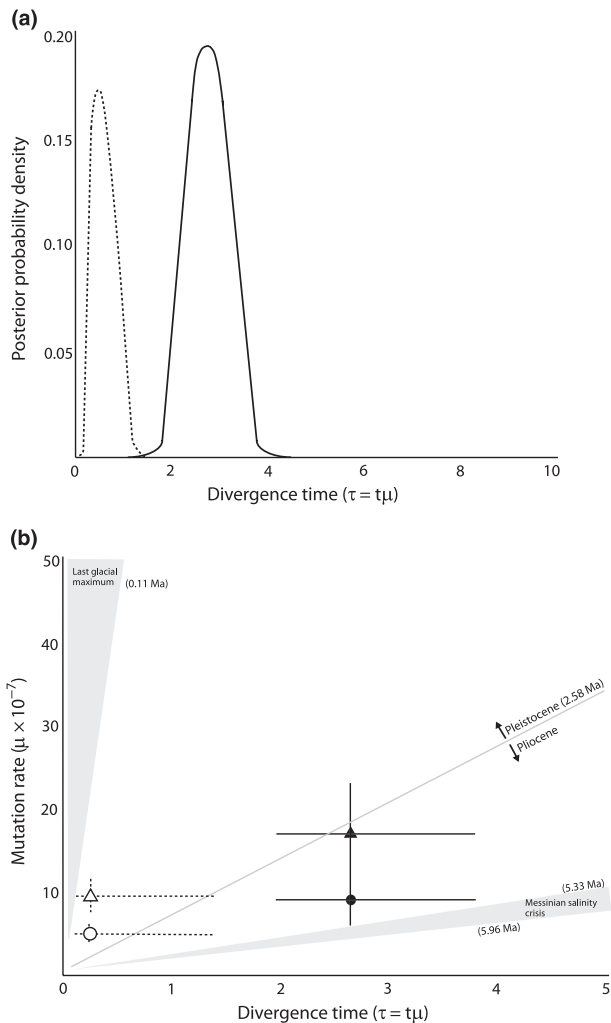 (a)
0.20
0.15
0.10
0.05
Posterior probability density
0
2
4
6
8
10
Divergence time (τ = tμ)
(b)
50
40
30
20
10
Mutation rate (μ × 10⁻⁷)
Last glacial
maximum
(0.11 Ma)
Pleistocene (2.58 Ma)
Pliocene
(5.33 Ma)
Messinian salinity
crisis
(5.96 Ma)
0
1
2
3
4
5
Divergence time (τ = tμ)